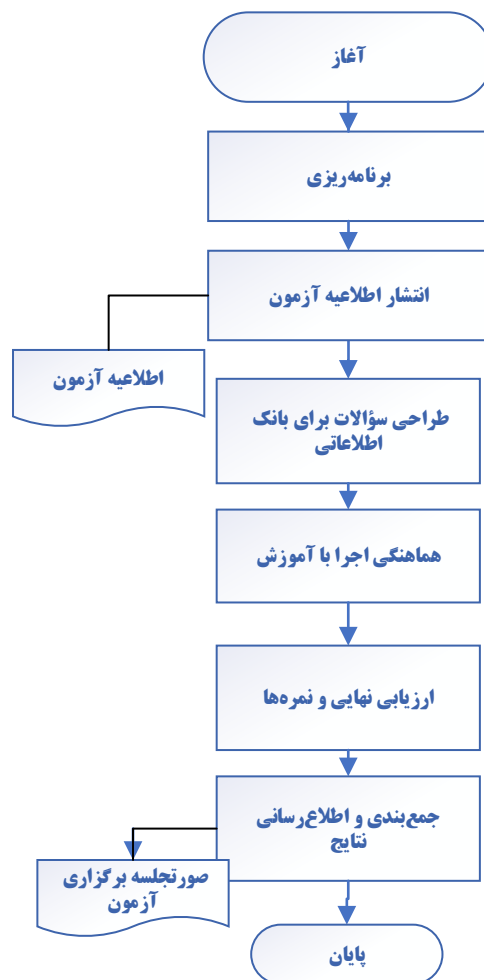 آغاز
برنامه‌ریزی
انتشار اطلاعیه آزمون
اطلاعیه آزمون
طراحی سؤالات برای بانک
اطلاعاتی
هماهنگی اجرا با آموزش
ارزیابی نهایی و نمره‌ها
جمع‌بندی و اطلاع‌رسانی
نتایج
صورتجلسه برگزاری
آزمون
پایان